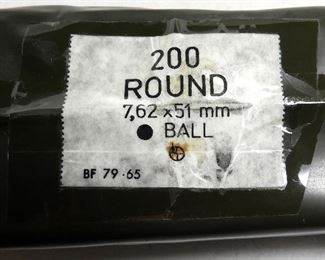 200
ROUND
7,62 x 51 mm
● BALL
BF 79·65